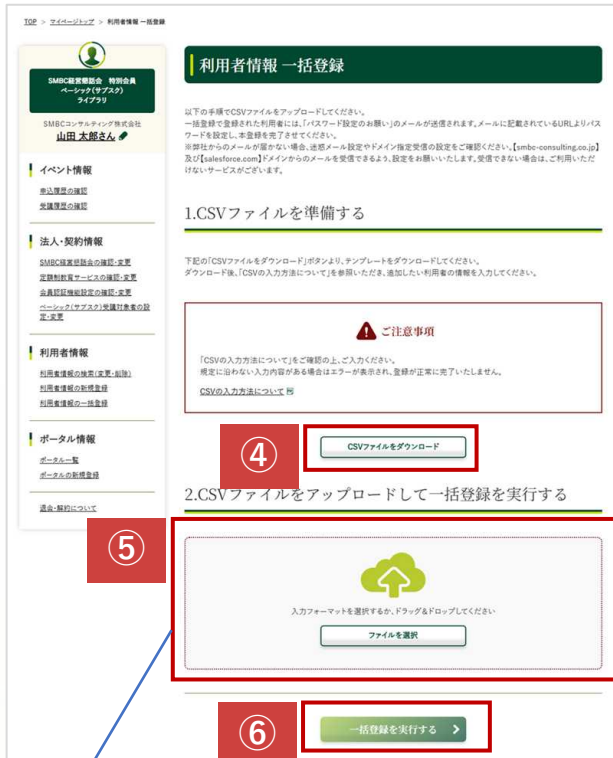 TOP > マイページトップ > 利用者情報 一括登録
SMBC経営懇話会 特別会員
ベーシック(サブスク)
ライブラリ
SMBCコンサルティング株式会社
山田 太郎さん
イベント情報
申込履歴の確認
受講履歴の確認
法人・契約情報
SMBC経営懇話会の確認・変更
定額制教育サービスの確認・変更
会員認証機能設定の確認・変更
ベーシック(サブスク)受講対象者の設
定・変更
利用者情報
利用者情報の検索(変更・削除)
利用者情報の新規登録
利用者情報の一括登録
ポータル情報
ポータル一覧
ポータルの新規登録
退会・解約について
利用者情報 一括登録
以下の手順でCSVファイルをアップロードしてください。
一括登録で登録された利用者には、「パスワード設定のお願い」のメールが送信されます。メールに記載されているURLよりパス
ワードを設定し、本登録を完了させてください。
※弊社からのメールが届かない場合、迷惑メール設定やドメイン指定受信の設定をご確認ください。【smbc-consulting.co.jp】
及び【salesforce.com】ドメインからのメールを受信できるよう、設定をお願いいたします。受信できない場合は、ご利用いただ
けないサービスがございます。
1.CSVファイルを準備する
下記の「CSVファイルをダウンロード」ボタンより、テンプレートをダウンロードしてください。
ダウンロード後、「CSVの入力方法について」を参照いただき、追加したい利用者の情報を入力してください。
ご注意事項
「CSVの入力方法について」をご確認の上、ご入力ください。
規定に沿わない入力内容がある場合はエラーが表示され、登録が正常に完了いたしません。
CSVの入力方法について
④
CSVファイルをダウンロード
2.CSVファイルをアップロードして一括登録を実行する
⑤
入力フォーマットを選択するか、ドラッグ&ドロップしてください
ファイルを選択
⑥
一括登録を実行する